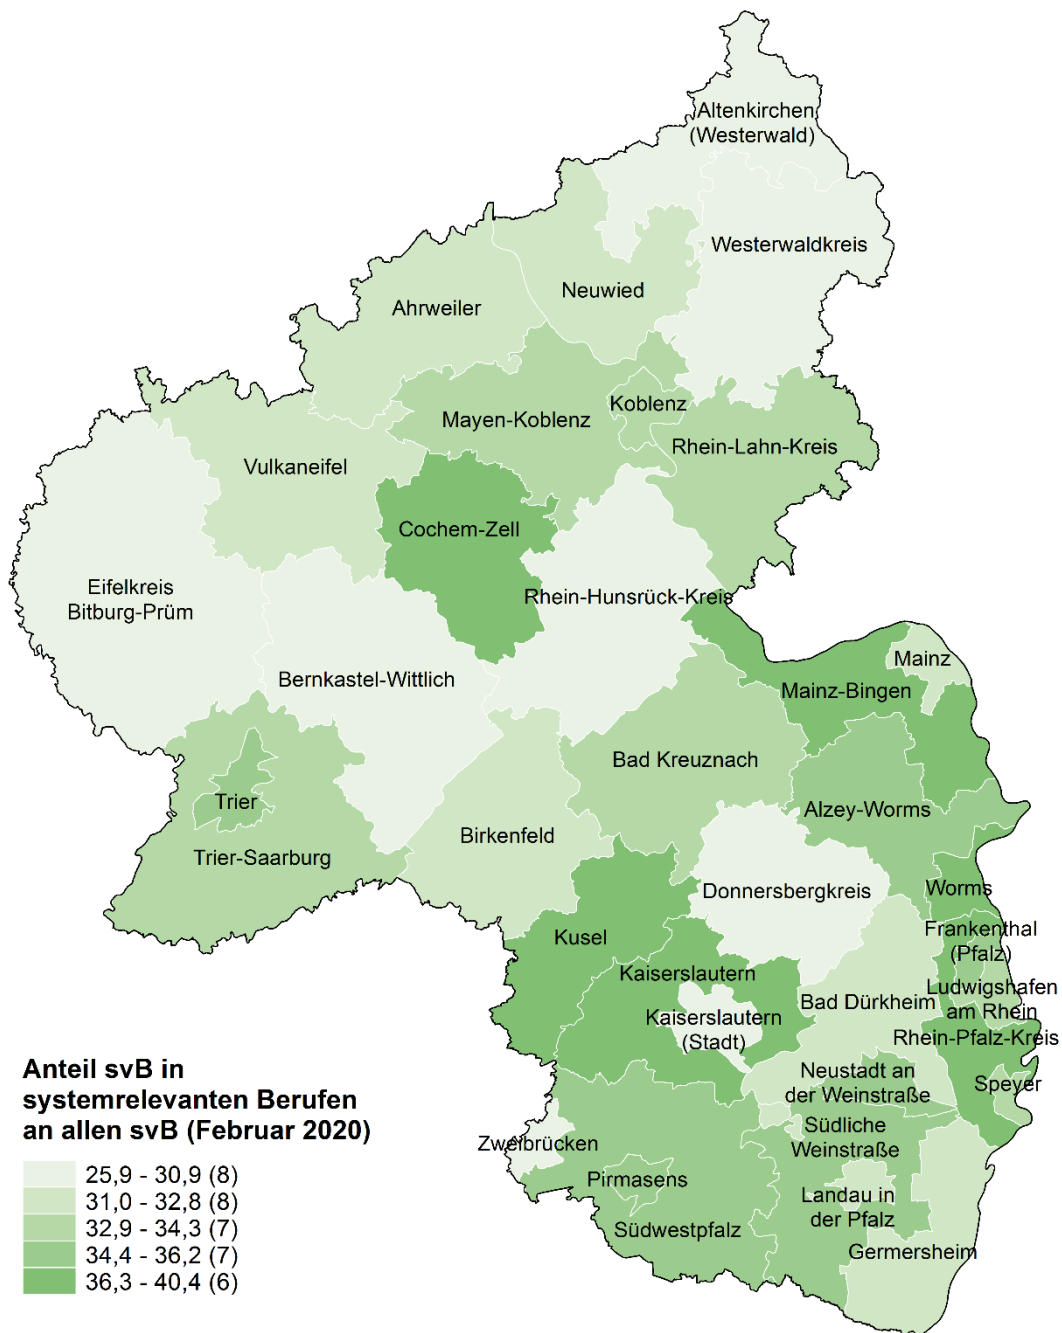 Altenkirchen
(Westerwald)
Westerwaldkreis
Neuwied
Ahrweiler
Koblenz
Mayen-Koblenz
Rhein-Lahn-Kreis
Vulkaneifel
Cochem-Zell
Eifelkreis
Bitburg-Prüm
Rhein-Hunsrück-Kreis
Mainz
Bernkastel-Wittlich
Mainz-Bingen
Bad Kreuznach
Trier
Alzey-Worms
Birkenfeld
Trier-Saarburg
Donnersbergkreis
Worms
Kusel
Frankenthal
(Pfalz)
Kaiserslautern
Ludwigshafen
am Rhein
Bad Dürkheim
Kaiserslautern
(Stadt)
Rhein-Pfalz-Kreis
Neustadt an
der Weinstraße
Speyer
Südliche
Weinstraße
Zweibrücken
Pirmasens
Landau in
der Pfalz
Südwestpfalz
Germersheim
Anteil svB in
systemrelevanten Berufen
an allen svB (Februar 2020)
25,9 - 30,9 (8)
31,0 - 32,8 (8)
32,9 - 34,3 (7)
34,4 - 36,2 (7)
36,3 - 40,4 (6)